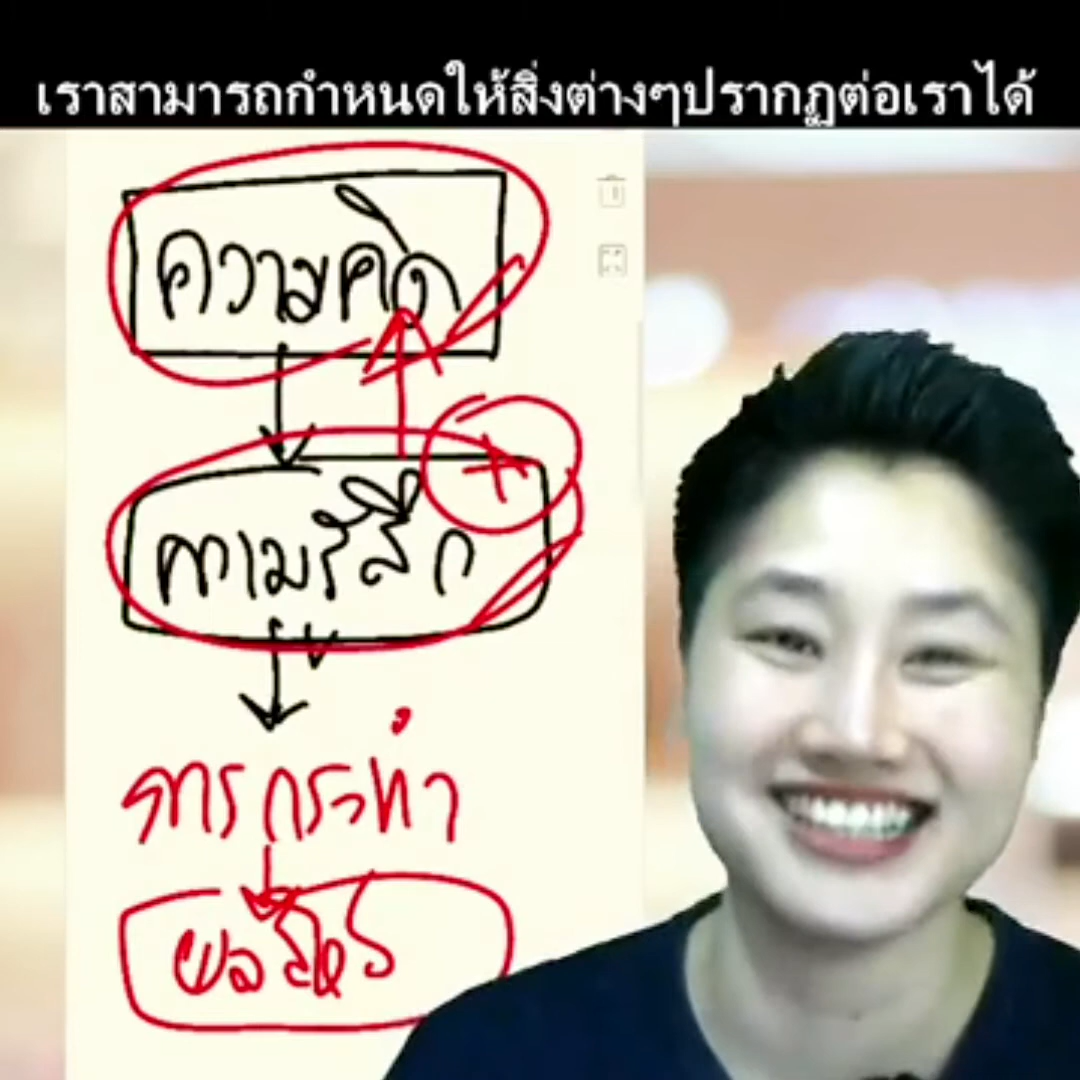 เราสามารถกำหนดให้สิ่งต่างๆปรากฏต่อเราได้
ความคิด
ความรู้สึก
+
การกระทำ
ผลลัพธ์